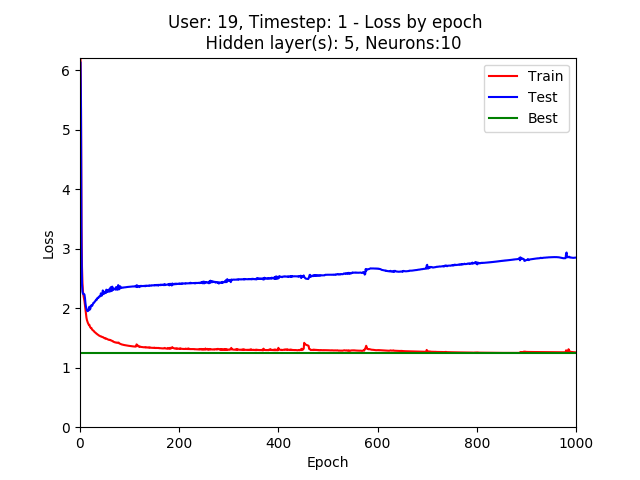 User: 19, Timestep: 1 - Loss by epoch
Hidden layer(s): 5, Neurons:10
Train
Test
Best
Loss
6
5
4
3
2
1
0
0 200 400 600 800 1000
Epoch